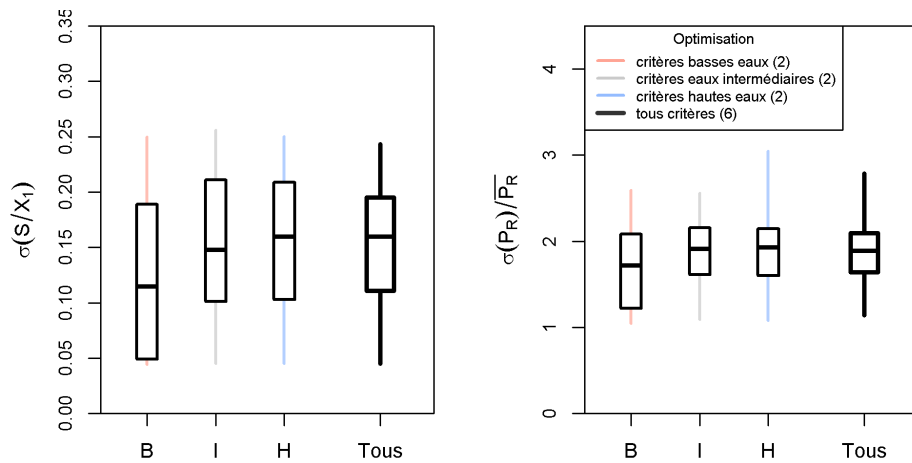 0.35
0.30
0.25
0.20
0.15
0.10
0.05
0.00
σ(S/X₁)
B I H Tous
4
3
2
1
0
σ(P_R)/P̅_R̅
B I H Tous
Optimisation
critères basses eaux (2)
critères eaux intermédiaires (2)
critères hautes eaux (2)
tous critères (6)